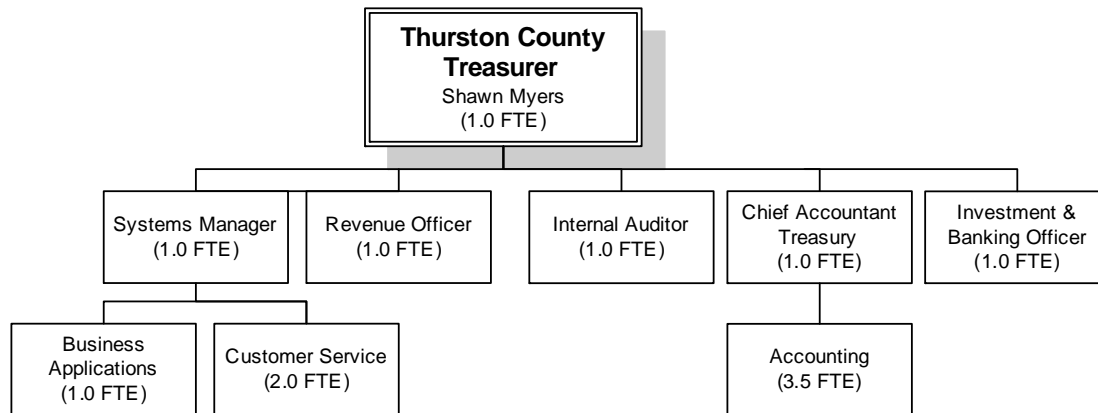 Thurston County
Treasurer
Shawn Myers
(1.0 FTE)
Systems Manager
(1.0 FTE)
Revenue Officer
(1.0 FTE)
Internal Auditor
(1.0 FTE)
Chief Accountant
Treasury
(1.0 FTE)
Investment &
Banking Officer
(1.0 FTE)
Business
Applications
(1.0 FTE)
Customer Service
(2.0 FTE)
Accounting
(3.5 FTE)